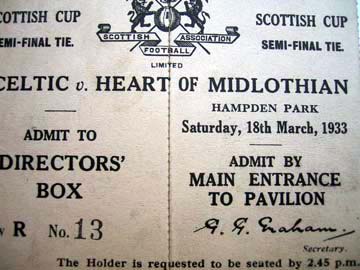 SCOTTISH CUP
SEMI-FINAL TIE.
SCOTTISH ASSOCIATION
FOOTBALL
LIMITED
SCOTTISH CUP
SEMI-FINAL TIE.
CELTIC v. HEART OF MIDLOTHIAN
HAMPDEN PARK
Saturday, 18th March, 1933
ADMIT TO
DIRECTORS'
BOX
R No. 13
ADMIT BY
MAIN ENTRANCE
TO PAVILION
G. G. Graham.
Secretary.
The Holder is requested to be seated by 2.45 p.m.